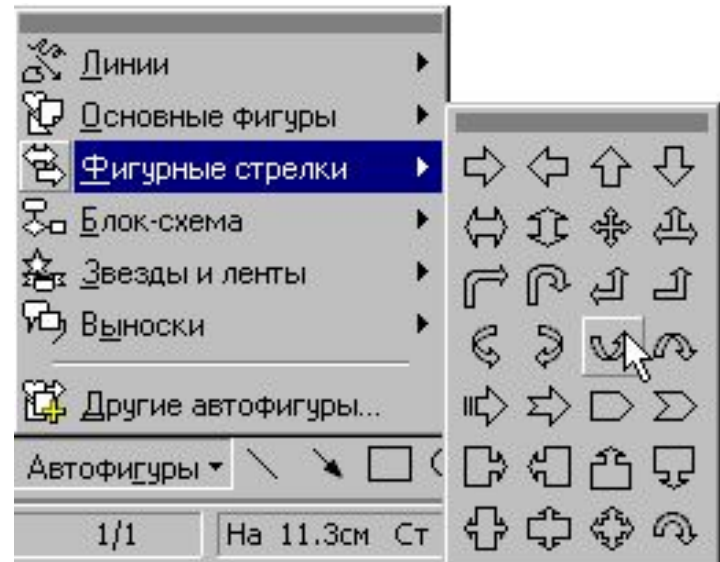 Линии
Основные фигуры
Фигурные стрелки
Блок-схема
Звезды и ленты
Выноски
Другие автофигуры...
Автофигуры
1/1 На 11.3см Ст